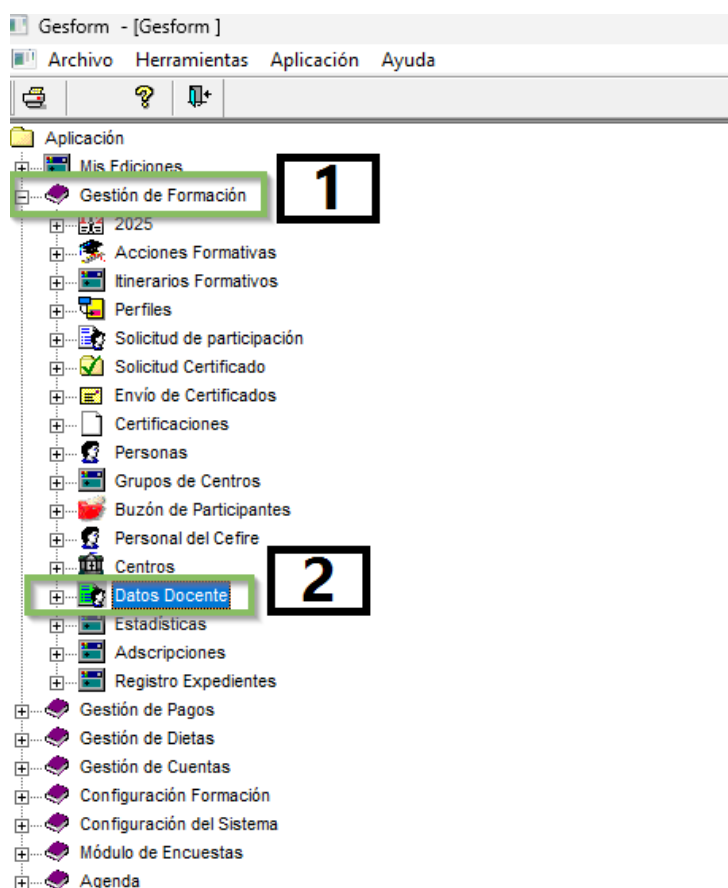 Gesform - [Gesform ]
Archivo Herramientas Aplicación Ayuda
Aplicación
Mis Ediciones
Gestión de Formación
1
2025
Acciones Formativas
Itinerarios Formativos
Perfiles
Solicitud de participación
Solicitud Certificado
Envío de Certificados
Certificaciones
Personas
Grupos de Centros
Buzón de Participantes
Personal del Cefire
Centros
2
Datos Docente
Estadísticas
Adscripciones
Registro Expedientes
Gestión de Pagos
Gestión de Dietas
Gestión de Cuentas
Configuración Formación
Configuración del Sistema
Módulo de Encuestas
Agenda